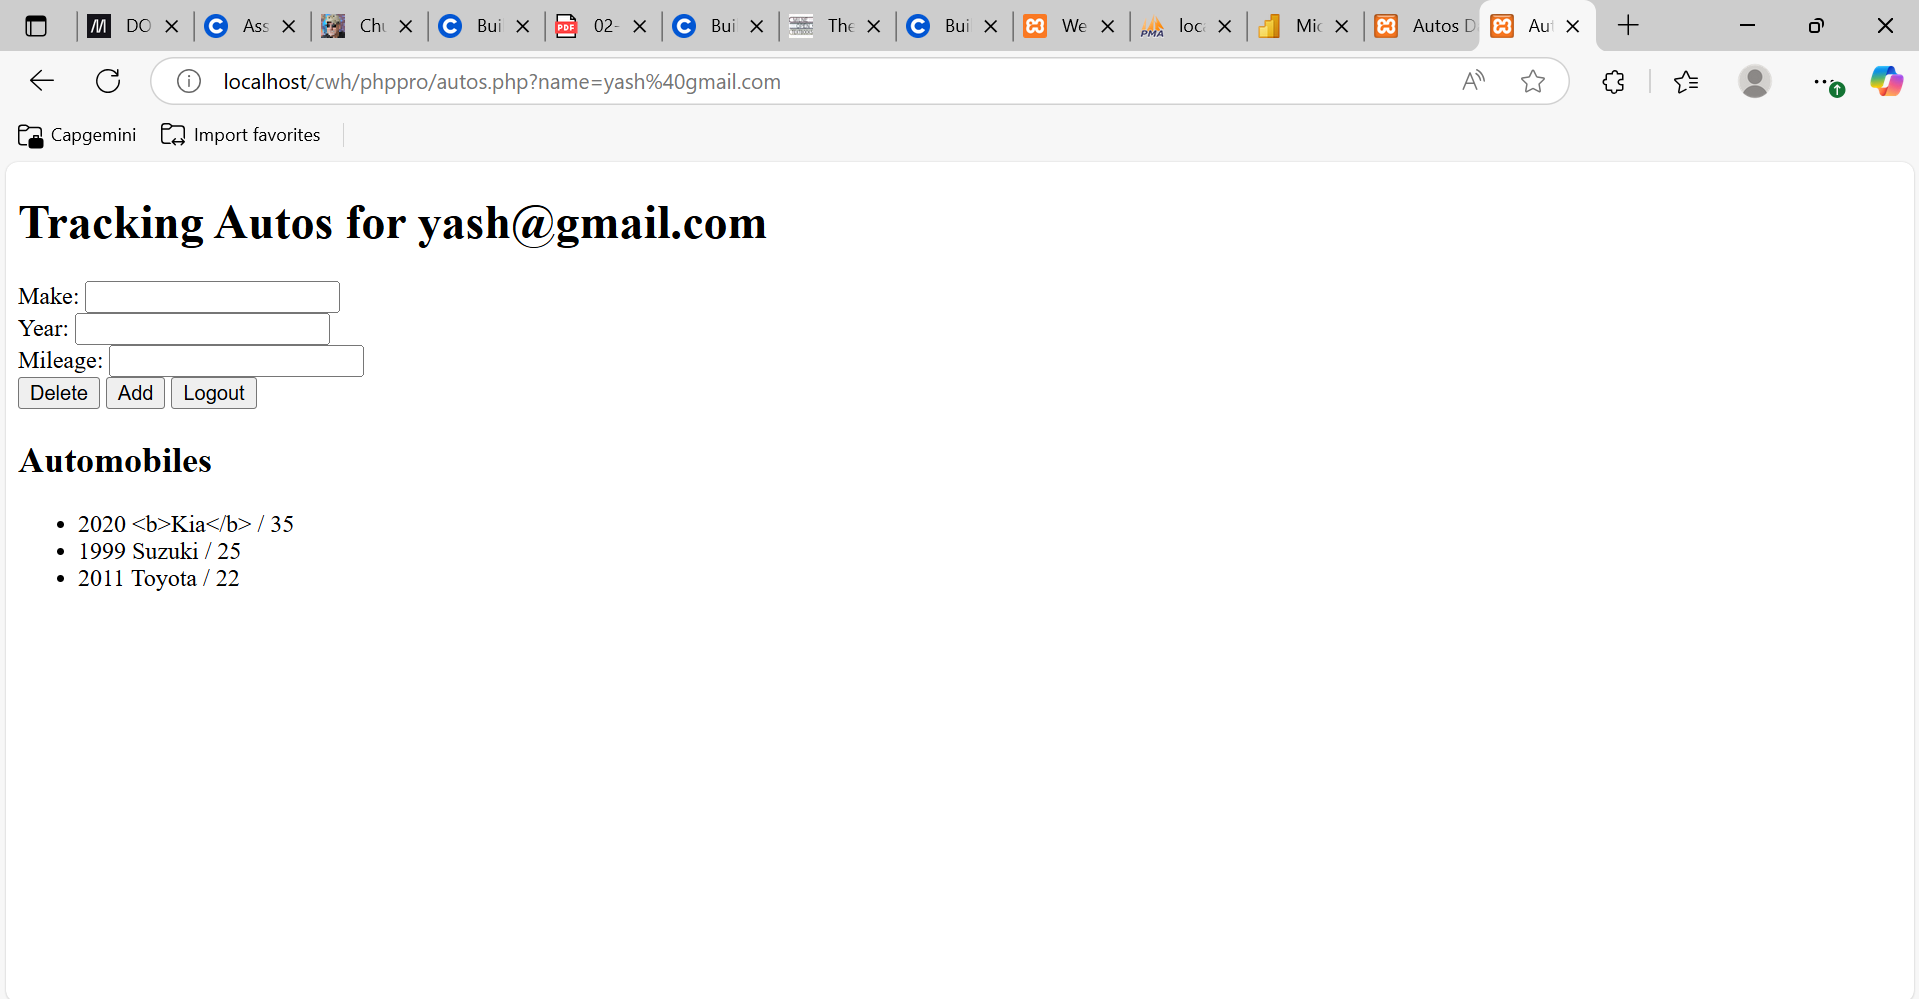 DO
Ass
Chu
Bui
02-
Bui
The
Bui
We
loca
Mic
Autos D
Aut
localhost/cwh/phppro/autos.php?name=yash%40gmail.com
Capgemini
Import favorites
Tracking Autos for yash@gmail.com
Make:
Year:
Mileage:
Delete Add Logout
Automobiles
• 2020 <b>Kia</b> / 35
• 1999 Suzuki / 25
• 2011 Toyota / 22